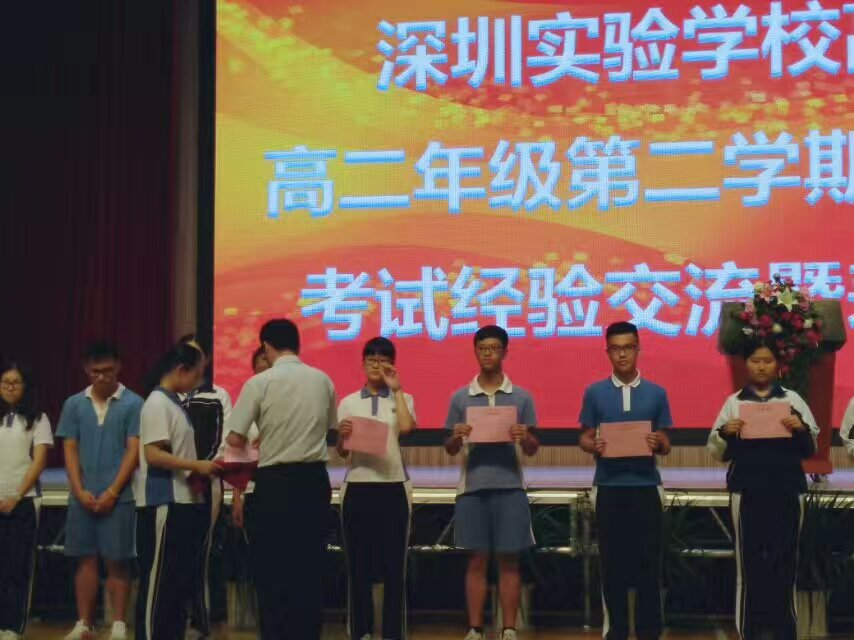 深圳实验学校高
高二年级第二学期
考试经验交流暨